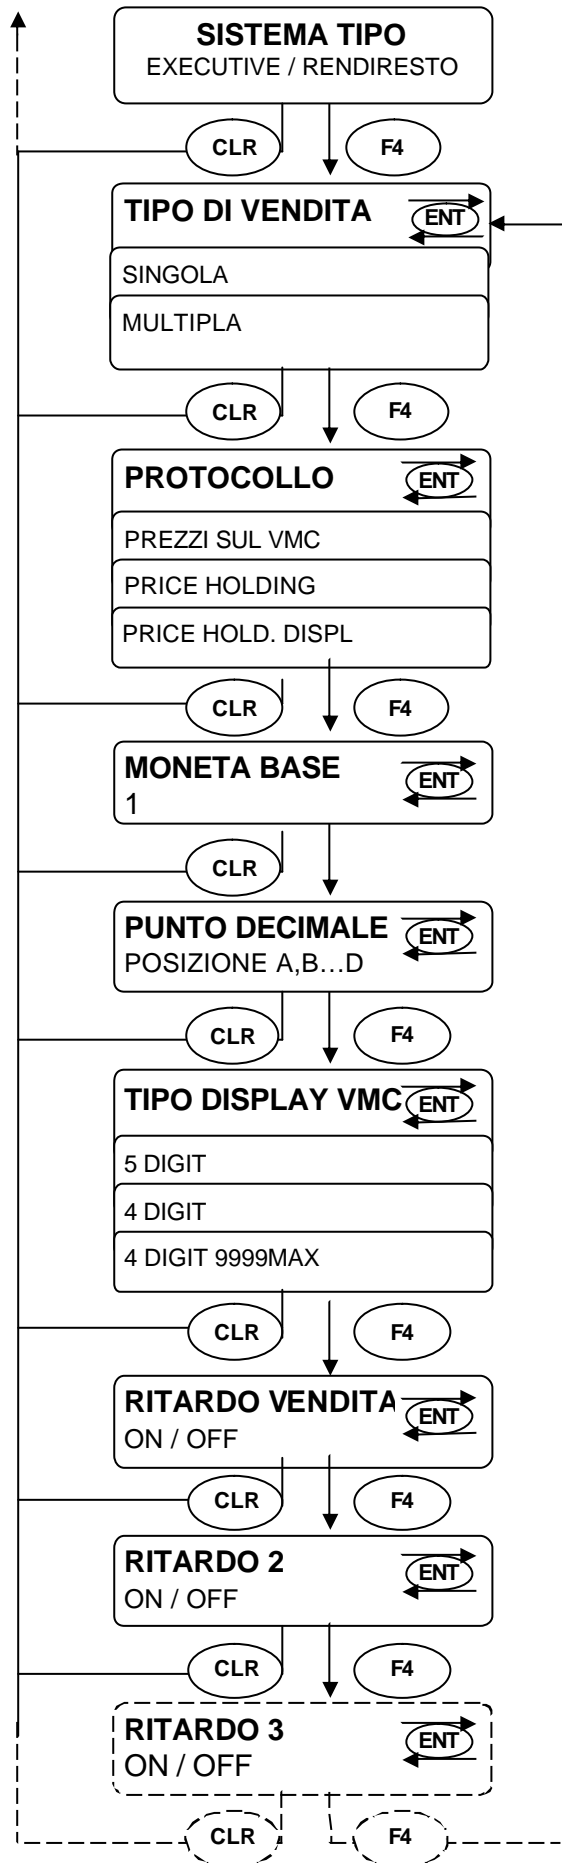 SISTEMA TIPO
EXECUTIVE / RENDIRESTO
CLR F4
TIPO DI VENDITA ENT
SINGOLA
MULTIPLA
CLR F4
PROTOCOLLO ENT
PREZZI SUL VMC
PRICE HOLDING
PRICE HOLD. DISPL
CLR F4
MONETA BASE ENT
1
CLR
PUNTO DECIMALE ENT
POSIZIONE A,B...D
CLR F4
TIPO DISPLAY VMC ENT
5 DIGIT
4 DIGIT
4 DIGIT 9999MAX
CLR F4
RITARDO VENDITA ENT
ON / OFF
CLR F4
RITARDO 2 ENT
ON / OFF
CLR F4
RITARDO 3 ENT
ON / OFF
CLR F4